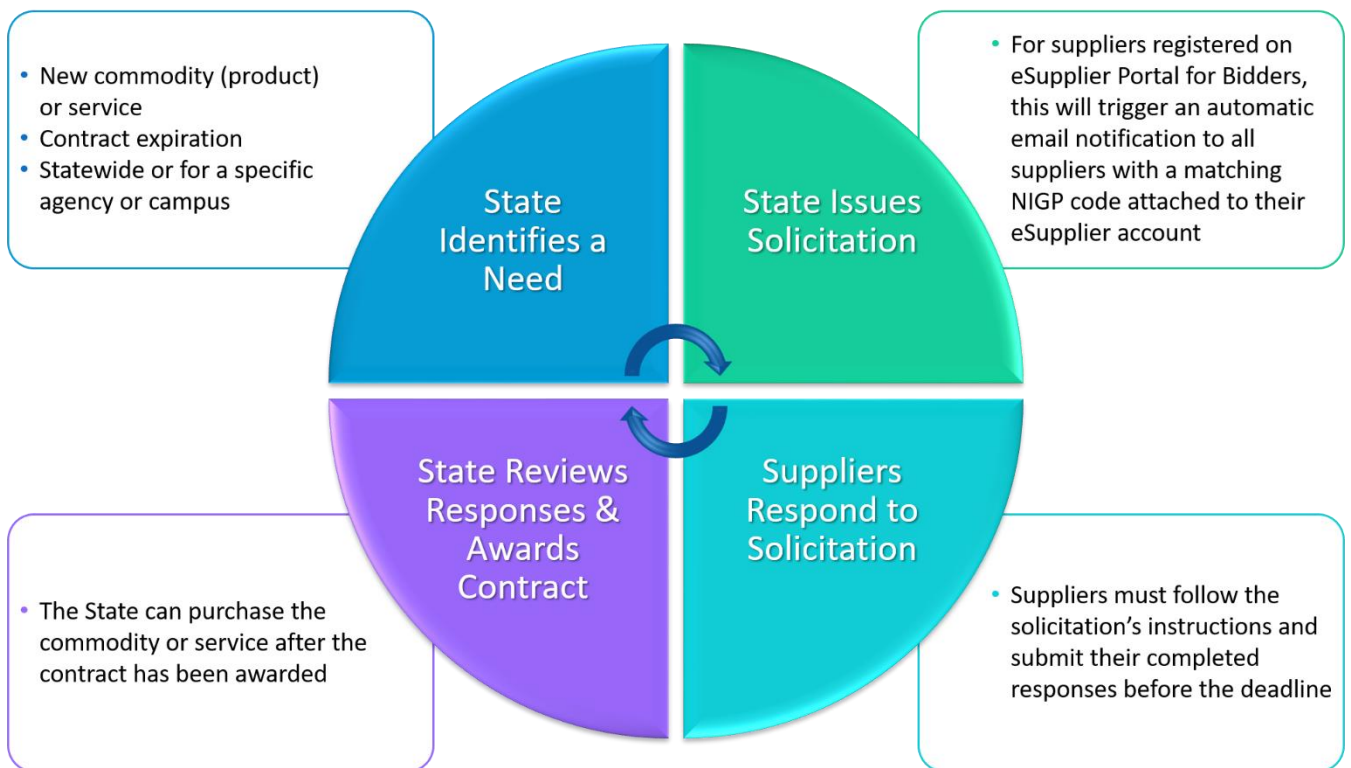 • New commodity (product)
or service
• Contract expiration
• Statewide or for a specific
agency or campus
State
Identifies a
Need
State Issues
Solicitation
• For suppliers registered on
eSupplier Portal for Bidders,
this will trigger an automatic
email notification to all
suppliers with a matching
NIGP code attached to their
eSupplier account
Suppliers
Respond to
Solicitation
• Suppliers must follow the
solicitation’s instructions and
submit their completed
responses before the deadline
State Reviews
Responses &
Awards
Contract
• The State can purchase the
commodity or service after the
contract has been awarded